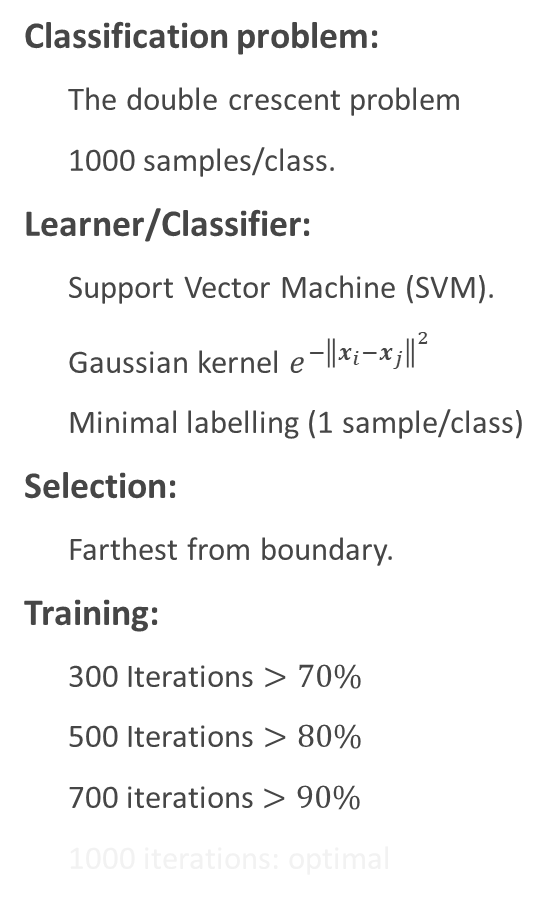 Classification problem:
The double crescent problem
1000 samples/class.
Learner/Classifier:
Support Vector Machine (SVM).
Gaussian kernel e^{-‖x_i-x_j‖^2}
Minimal labelling (1 sample/class)
Selection:
Farthest from boundary.
Training:
300 Iterations > 70%
500 Iterations > 80%
700 iterations > 90%
1000 iterations: optimal